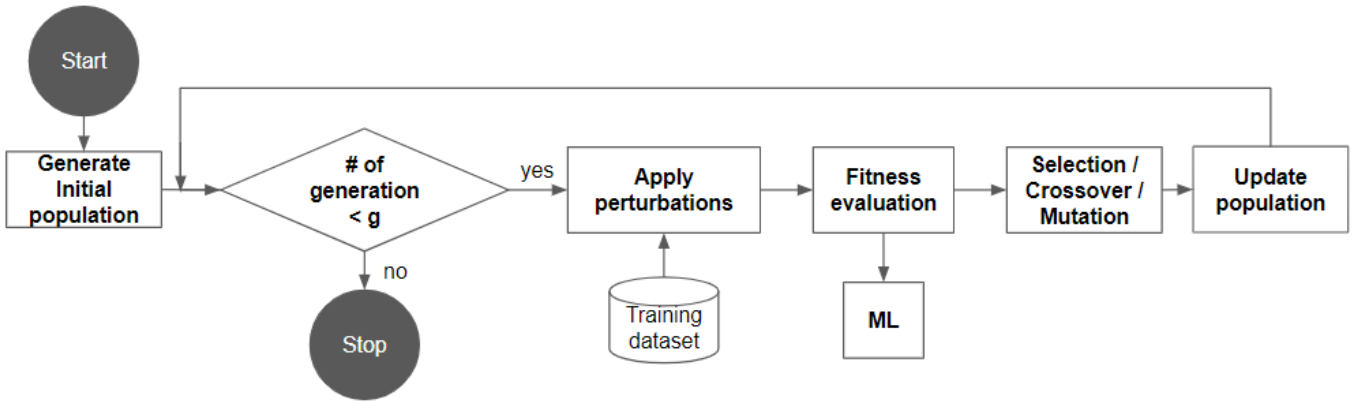 Start
Generate
Initial
population
# of
generation
< g
yes
no
Stop
Apply
perturbations
Training
dataset
Fitness
evaluation
ML
Selection /
Crossover /
Mutation
Update
population